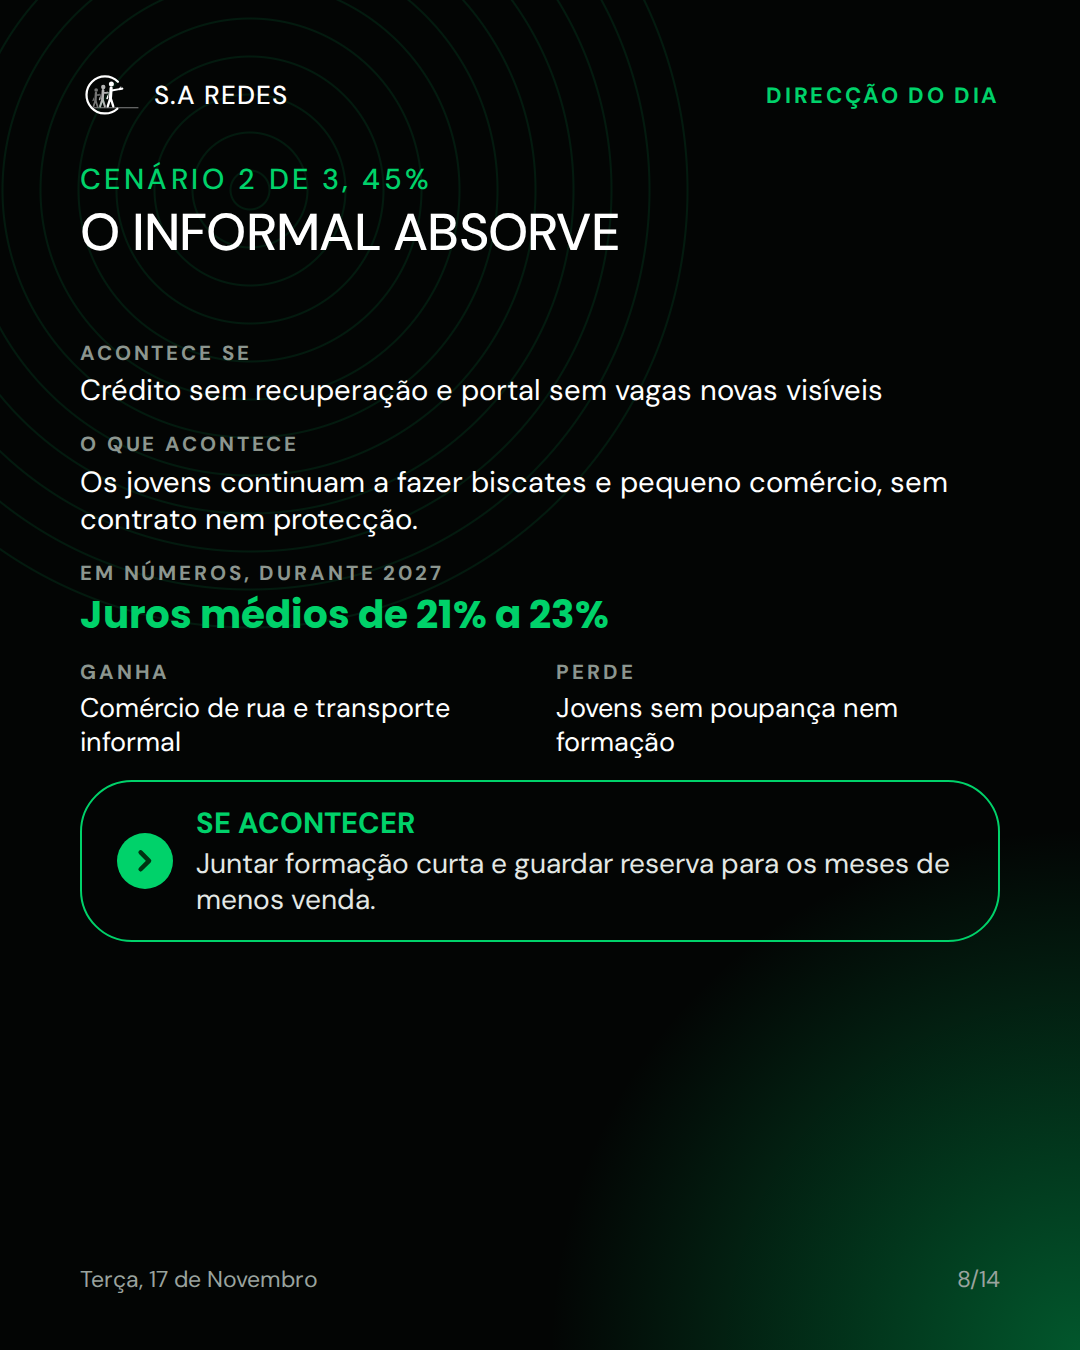 S.A REDES
DIRECÇÃO DO DIA
CENÁRIO 2 DE 3, 45%
O INFORMAL ABSORVE
ACONTECE SE
Crédito sem recuperação e portal sem vagas novas visíveis
O QUE ACONTECE
Os jovens continuam a fazer biscates e pequeno comércio, sem
contrato nem protecção.
EM NÚMEROS, DURANTE 2027
Juros médios de 21% a 23%
GANHA
Comércio de rua e transporte
informal
PERDE
Jovens sem poupança nem
formação
SE ACONTECER
Juntar formação curta e guardar reserva para os meses de
menos venda.
Terça, 17 de Novembro
8/14